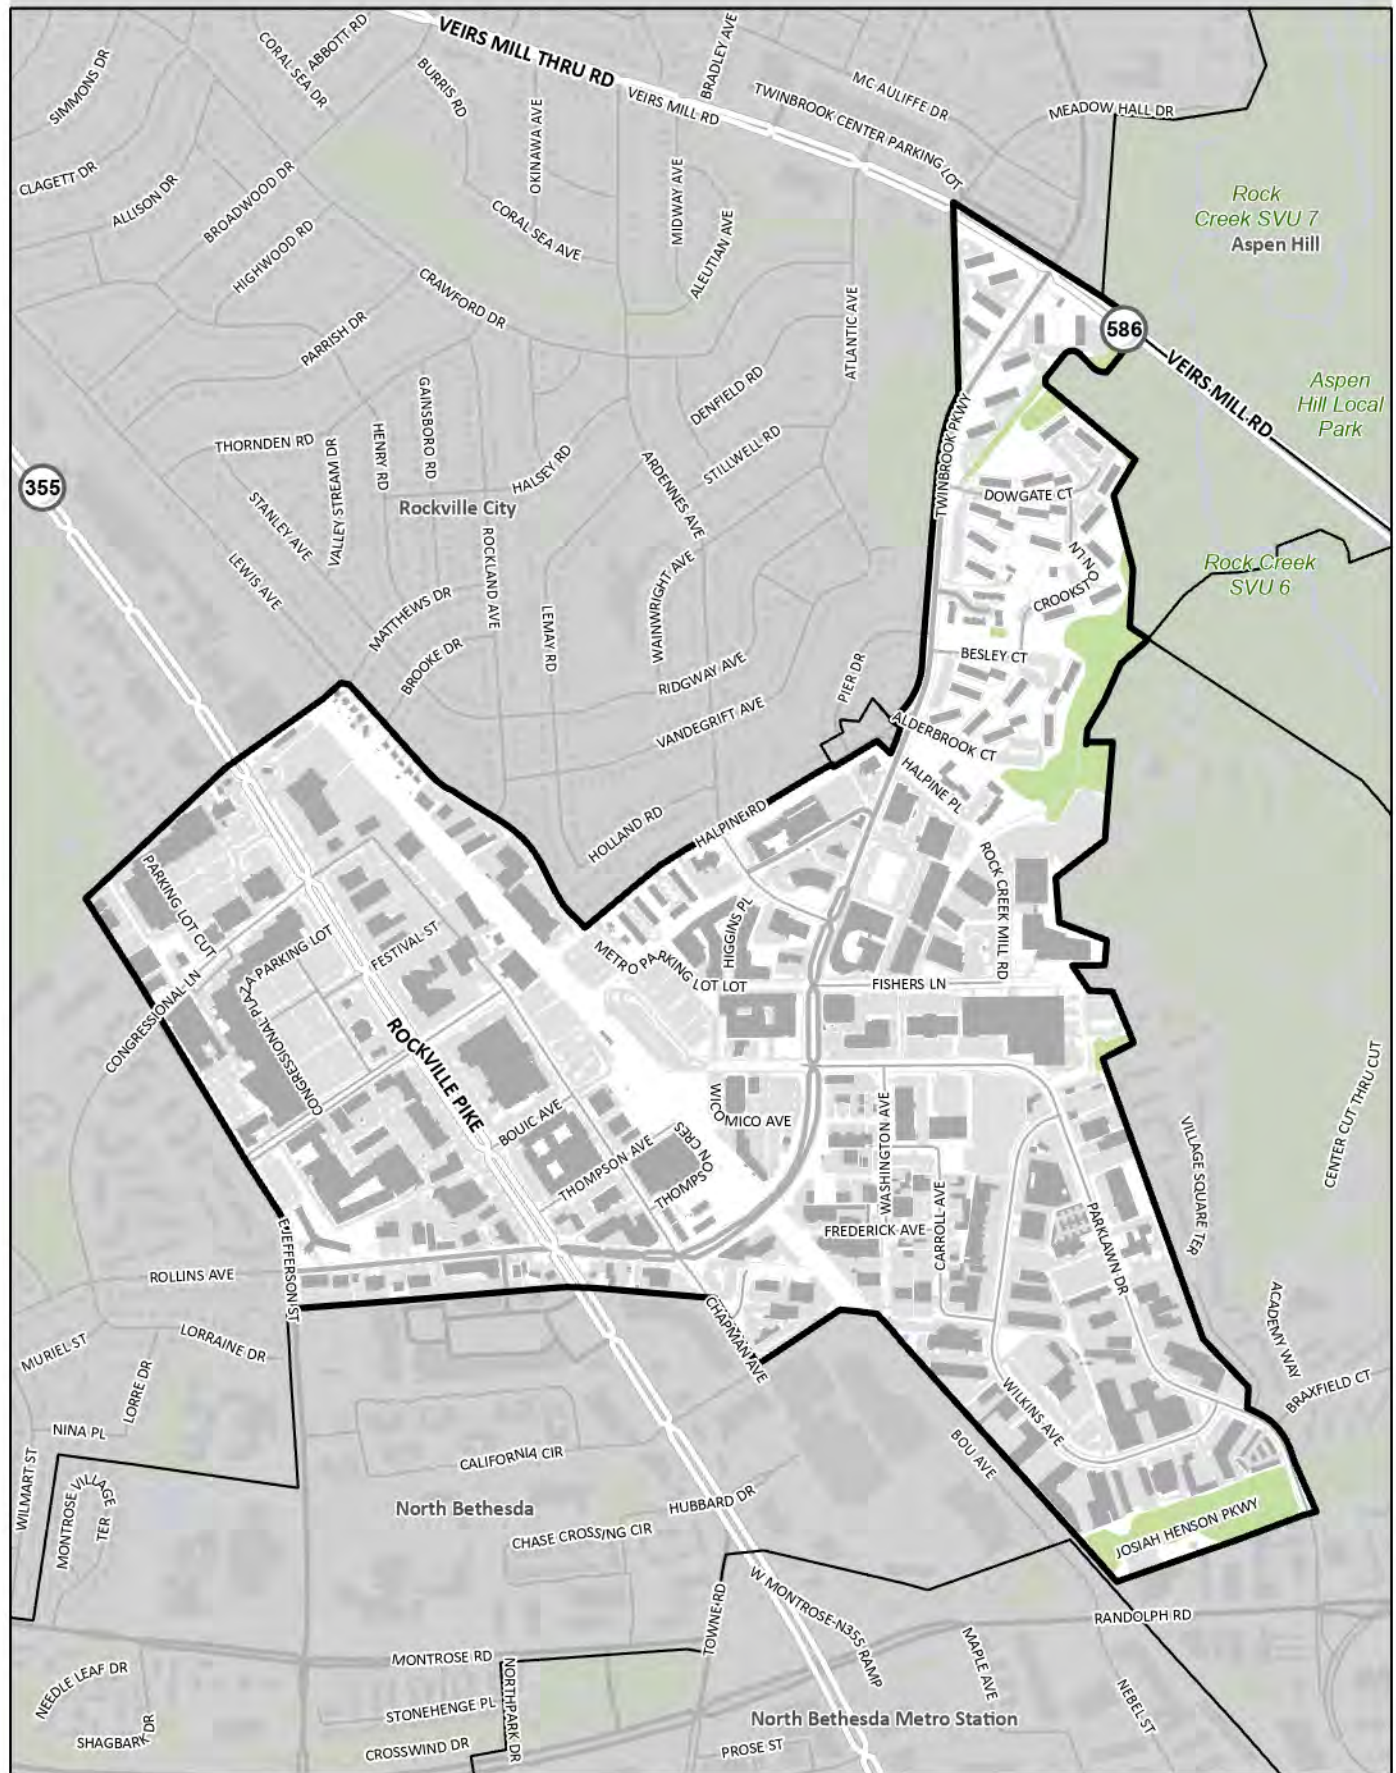 VEIRS MILL THRU RD
ABBOTT RD
CORAL SEA DR
SIMMONS DR
BURRIS RD
BRADLEY AVE
VEIRS MILL RD
MC AULIFFE DR
TWINBROOK CENTER PARKING LOT
MEADOW HALL DR
OKINAWA AVE
CLAGETT DR
ALLISON DR
BROADWOOD DR
HIGHWOOD RD
CORAL SEA AVE
MIDWAY AVE
ALEUTIAN AVE
Rock
Creek SVU 7
Aspen Hill
CRAWFORD DR
PARRISH DR
ATLANTIC AVE
586
VEIRS MILL RD
Aspen
Hill Local
Park
GAINSBORO RD
DENFIELD RD
TWINBROOK PKWY
THORNDEN RD
HENRY RD
VALLEY STREAM DR
HALSEY RD
ARDENNES AVE
STILLWELL RD
355
STANLEY AVE
Rockville City
DOWGATE CT
ROCKLAND AVE
LEWIS AVE
WAINWRIGHT AVE
CROOKSTON LN
Rock Creek
SVU 6
MATTHEWS DR
BROOKE DR
LEMAY RD
RIDGWAY AVE
PIER DR
BESLEY CT
VANDEGRIFT AVE
ALDERBROOK CT
HALPINE PL
HOLLAND RD
HALPINE RD
PARKING LOT CUT
ROCK CREEK MILL RD
CONGRESSIONAL PLAZA PARKING LOT
FESTIVAL ST
METRO PARKING LOT LOT
HIGGINS PL
FISHERS LN
CONGRESSIONAL LN
ROCKVILLE PIKE
BOUIC AVE
THOMPSON AVE
THOMPSON CRES
WICOMICO AVE
WASHINGTON AVE
CARROLL AVE
FREDERICK AVE
PARKLAWN DR
VILLAGE SQUARE TER
CENTER CUT THRU CUT
E JEFFERSON ST
ROLLINS AVE
CHAPMAN AVE
MURIEL ST
LORRAINE DR
LORRE DR
ACADEMY WAY
BRAXFIELD CT
NINA PL
WILMART ST
MONTROSE VILLAGE TER
CALIFORNIA CIR
WILKINS AVE
BOU AVE
North Bethesda
HUBBARD DR
CHASE CROSSING CIR
JOSIAH HENSON PKWY
TOWNE RD
W MONTROSE-N355 RAMP
RANDOLPH RD
MONTROSE RD
NEEDLE LEAF DR
NORTHPARK DR
MAPLE AVE
NEBEL ST
STONEHENGE PL
North Bethesda Metro Station
SHAGBARK DR
CROSSWIND DR
PROSE ST